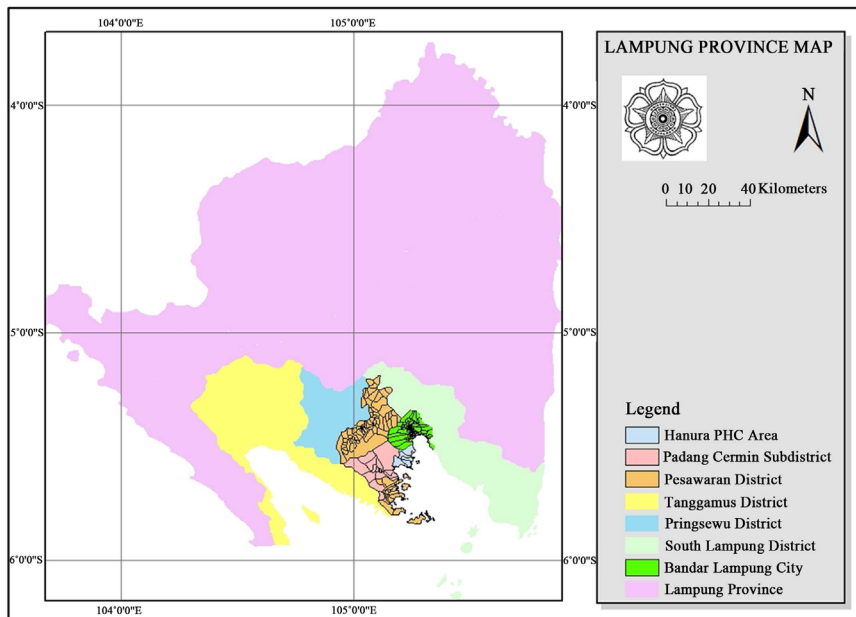 104°0'0"E 105°0'0"E
4°0'0"S 4°0'0"S
5°0'0"S 5°0'0"S
6°0'0"S 6°0'0"S
104°0'0"E 105°0'0"E
LAMPUNG PROVINCE MAP
N
0 10 20 40 Kilometers
Legend
Hanura PHC Area
Padang Cermin Subdistrict
Pesawaran District
Tanggamus District
Pringsewu District
South Lampung District
Bandar Lampung City
Lampung Province